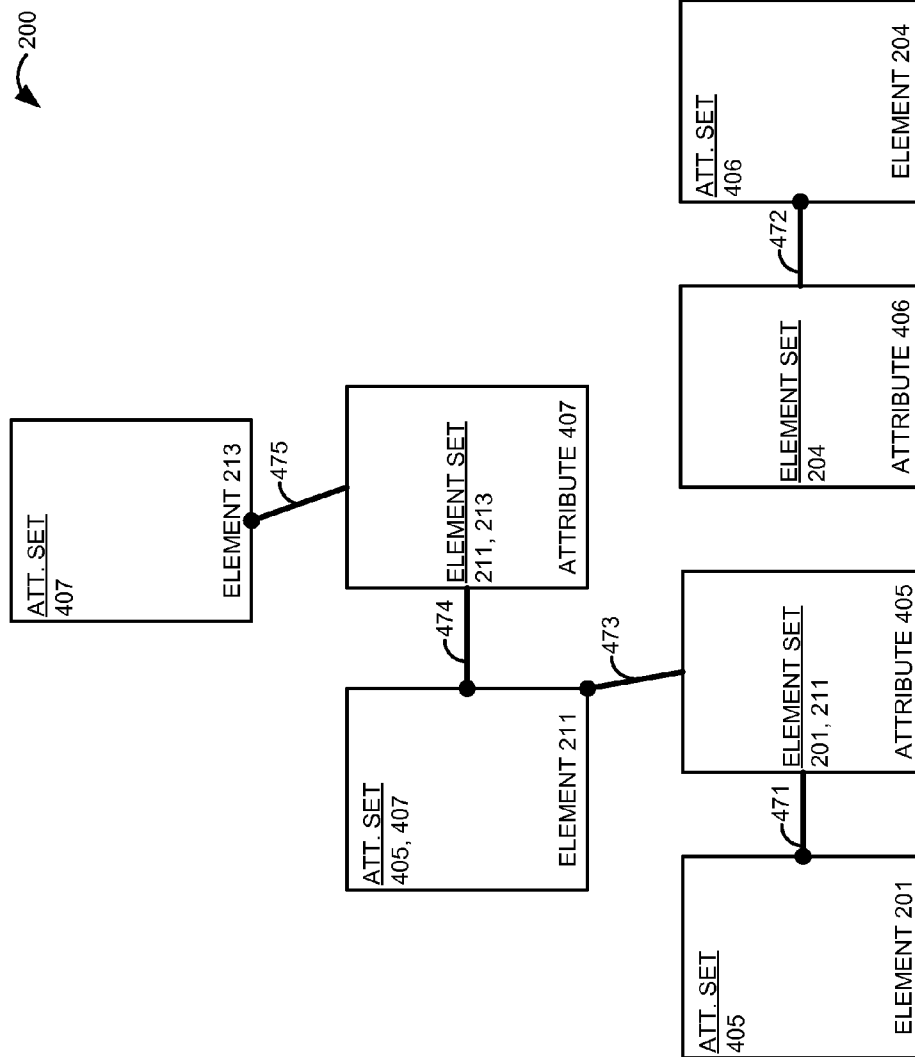 200
ATT. SET
407
ELEMENT 213
475
ELEMENT SET
211, 213
ATTRIBUTE 407
474
ATT. SET
405, 407
ELEMENT 211
473
ATT. SET
405
ELEMENT 201
471
ELEMENT SET
201, 211
ATTRIBUTE 405
ELEMENT SET
204
ATTRIBUTE 406
472
ATT. SET
406
ELEMENT 204